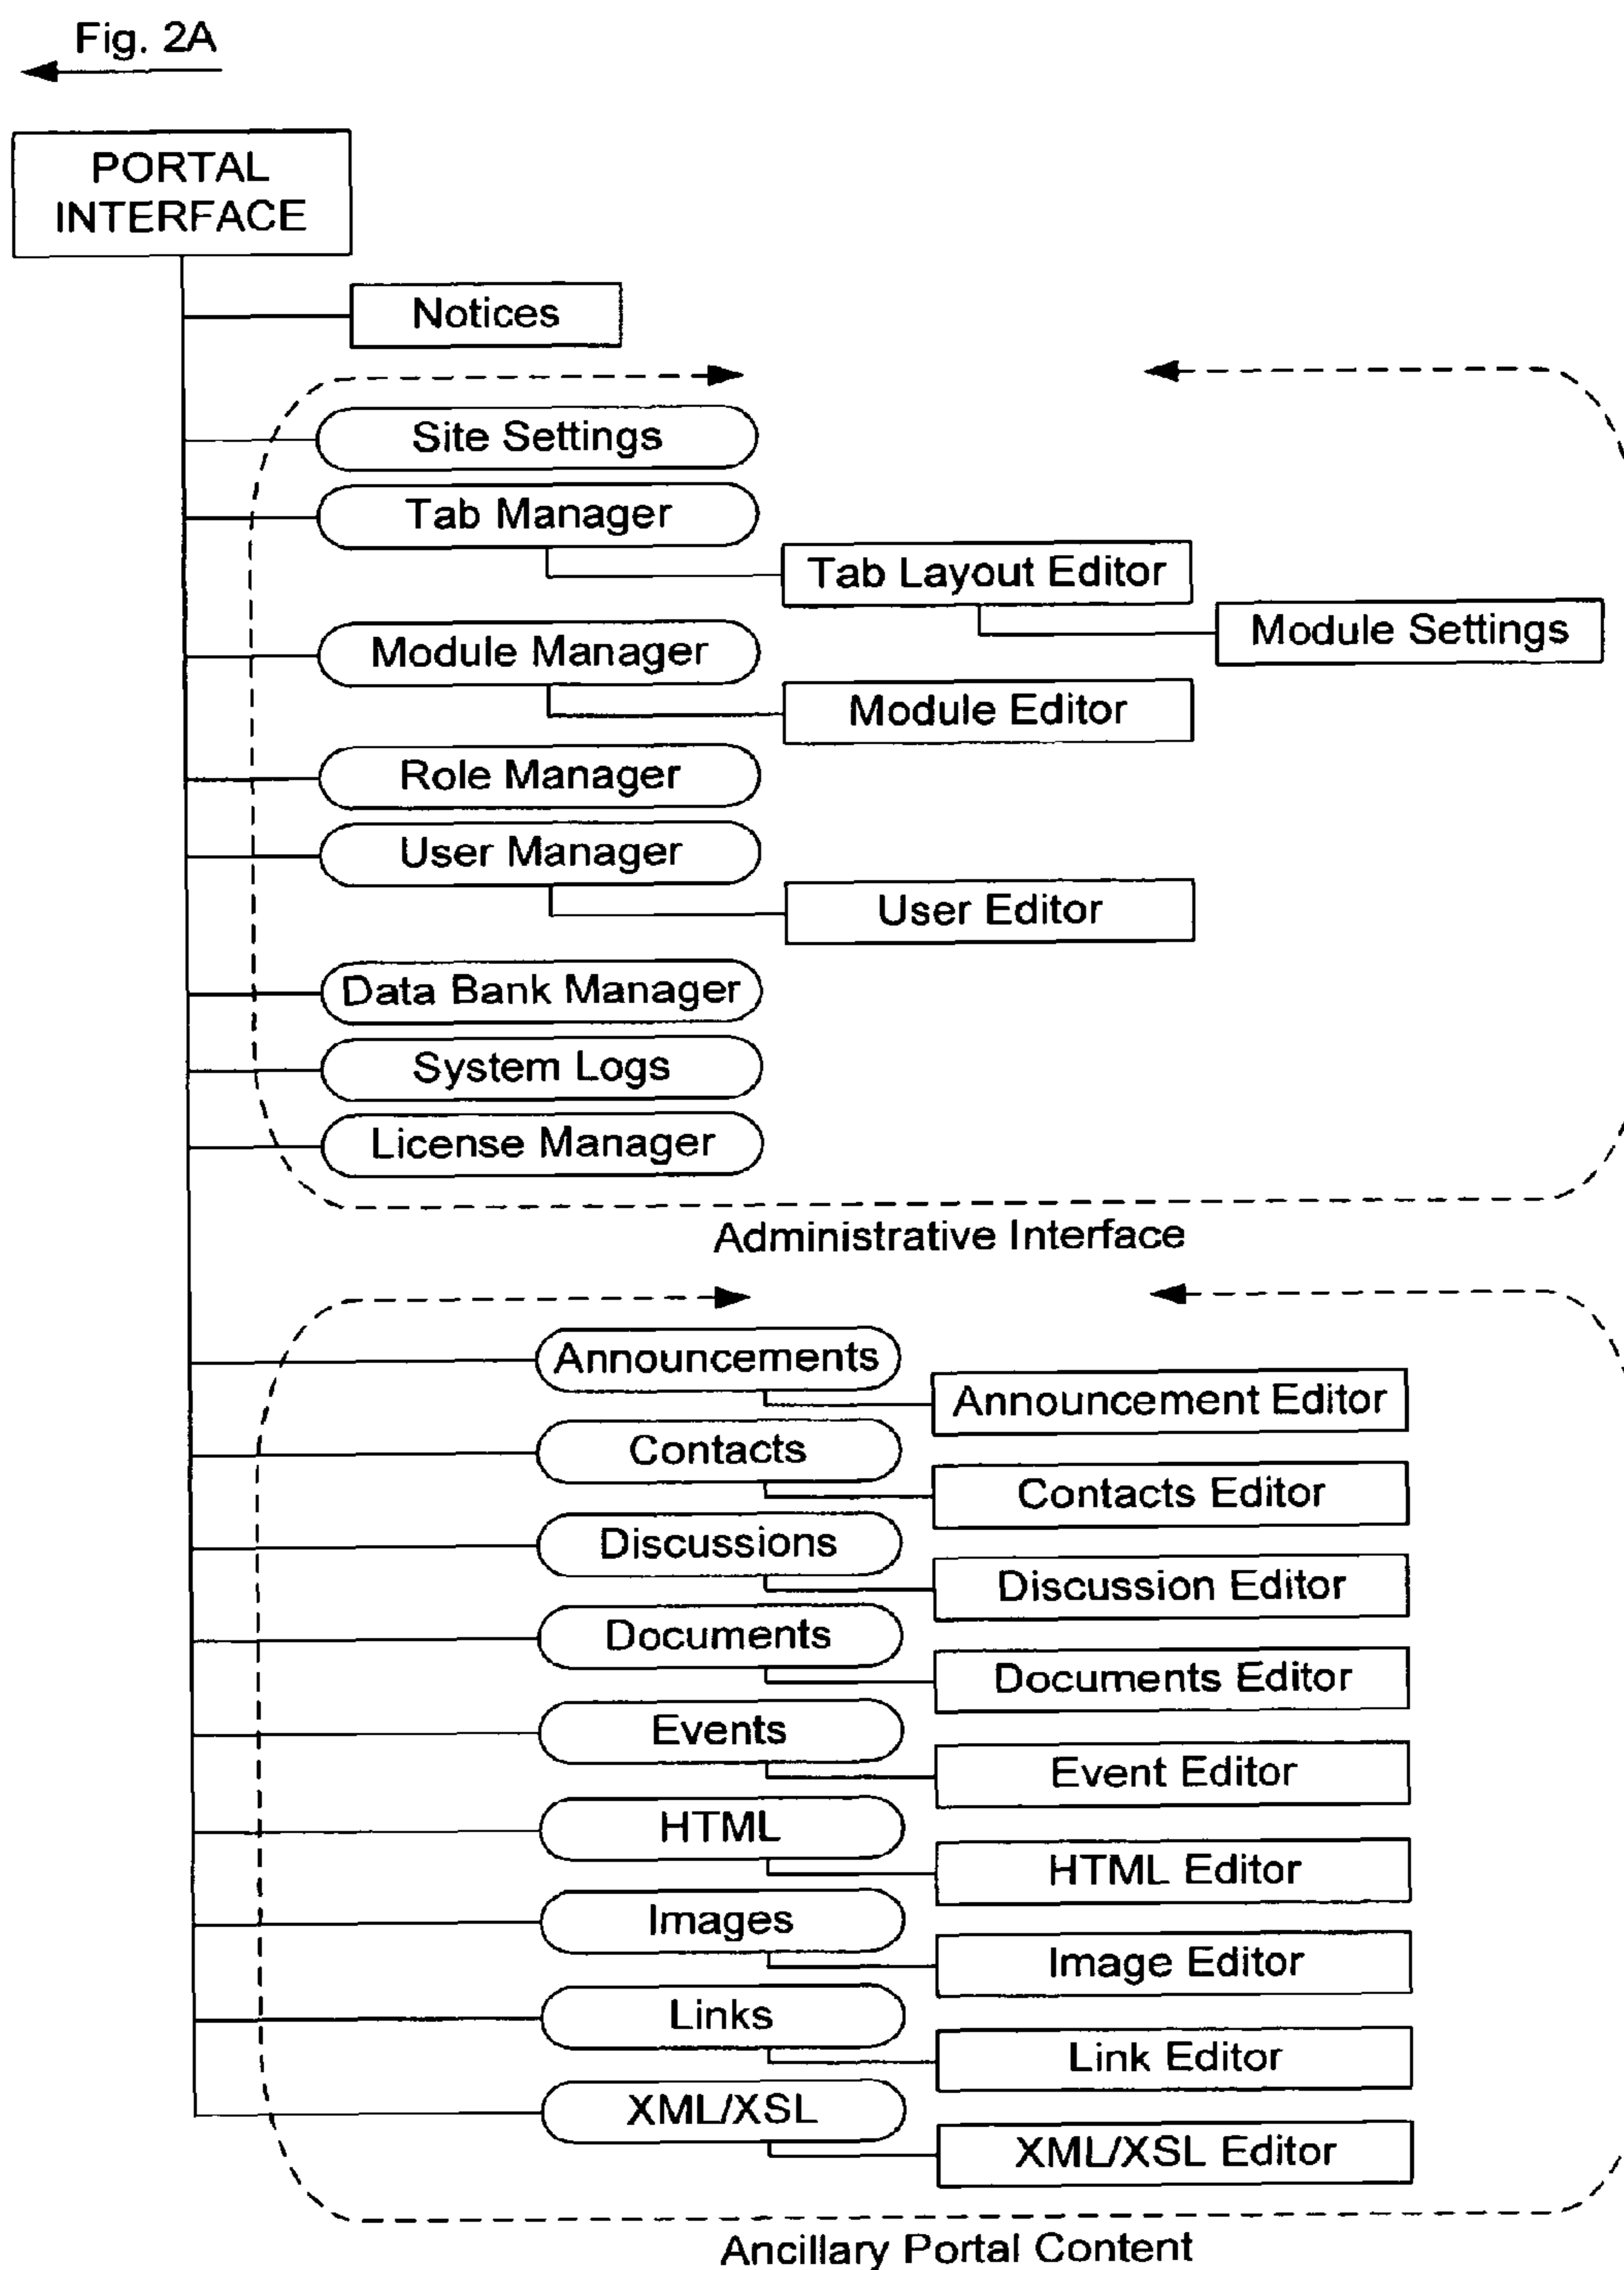 Fig. 2A
PORTAL
INTERFACE
Notices
Site Settings
Tab Manager
Tab Layout Editor
Module Settings
Module Manager
Module Editor
Role Manager
User Manager
User Editor
Data Bank Manager
System Logs
License Manager
Administrative Interface
Announcements
Announcement Editor
Contacts
Contacts Editor
Discussions
Discussion Editor
Documents
Documents Editor
Events
Event Editor
HTML
HTML Editor
Images
Image Editor
Links
Link Editor
XML/XSL
XML/XSL Editor
Ancillary Portal Content